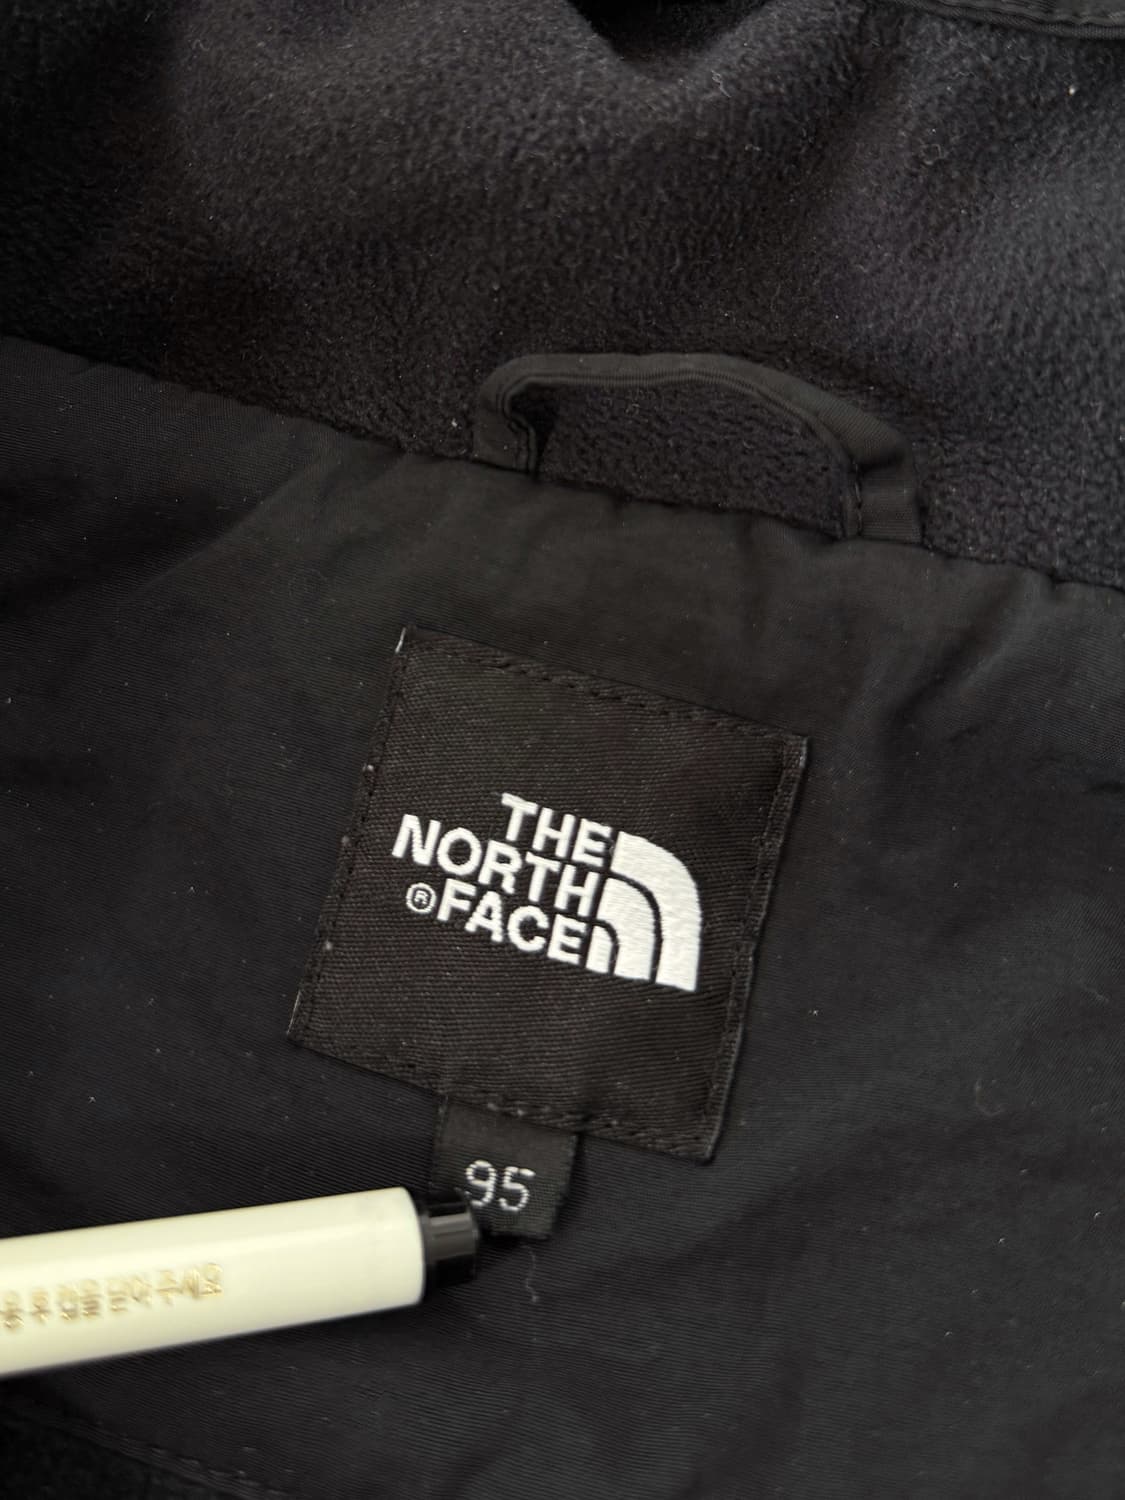 THE
NORTH
®FACE
95